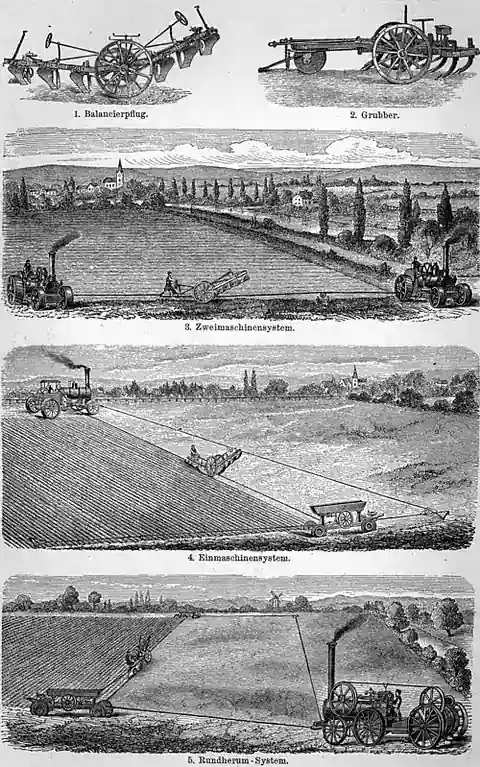 1. Balancierpflug.
2. Grubber.
3. Zweimaschinensystem.
4. Einmaschinensystem.
5. Rundherum-System.